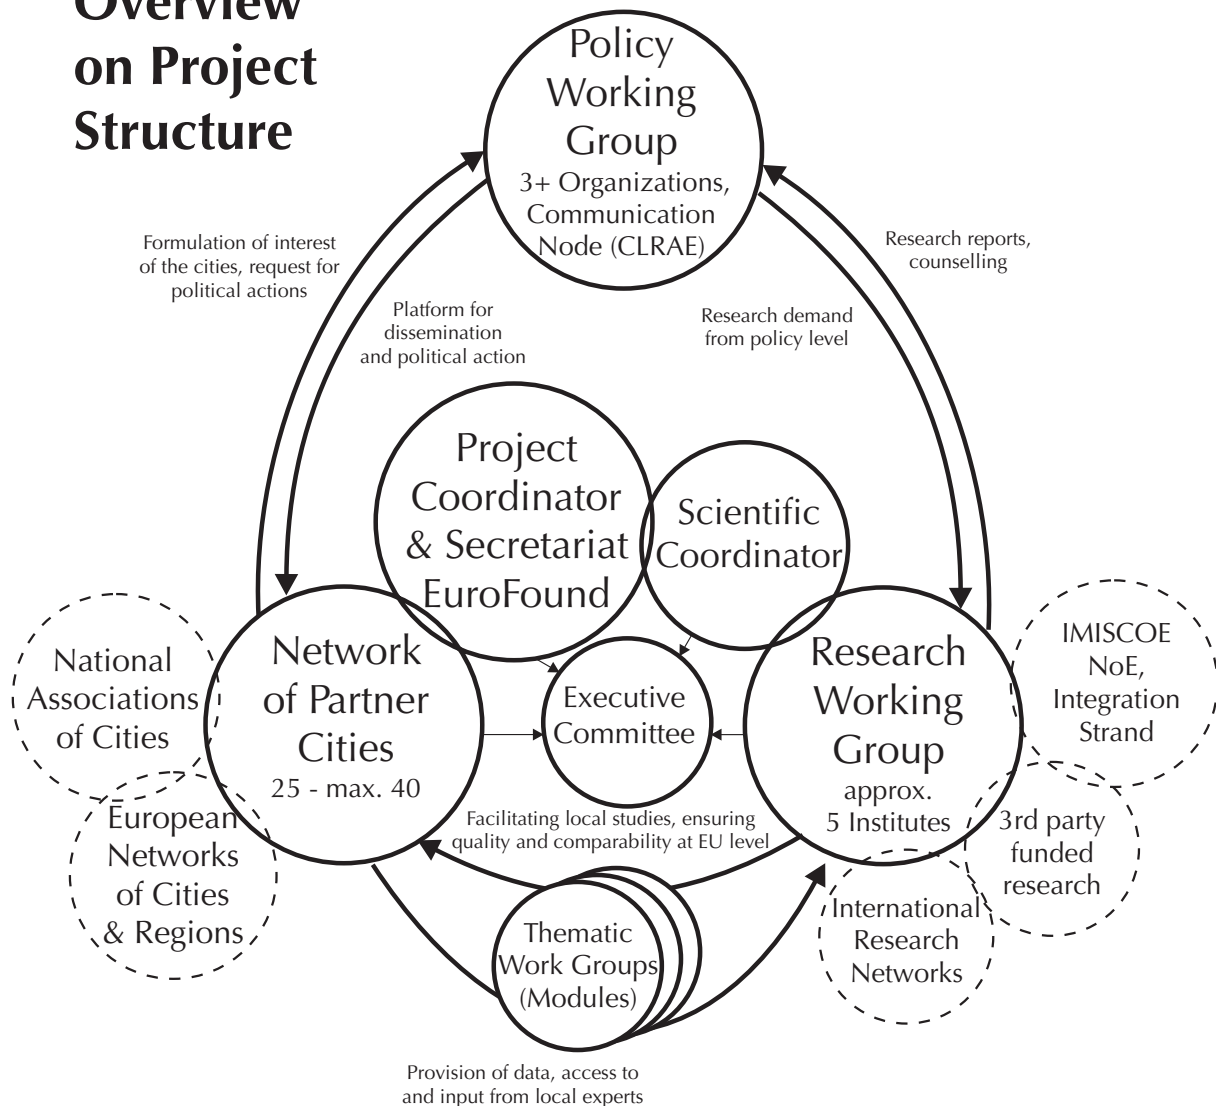 Overview
on Project
Structure
Policy
Working
Group
3+ Organizations,
Communication
Node (CLRAE)
Formulation of interest
of the cities, request for
political actions
Research reports,
counselling
Platform for
dissemination
and political action
Research demand
from policy level
Project
Coordinator
& Secretariat
EuroFound
Scientific
Coordinator
National
Associations
of Cities
Network
of Partner
Cities
25 - max. 40
Executive
Committee
Research
Working
Group
approx.
5 Institutes
IMISCOE
NoE,
Integration
Strand
European
Networks
of Cities
& Regions
Facilitating local studies, ensuring
quality and comparability at EU level
3rd party
funded
research
International
Research
Networks
Thematic
Work Groups
(Modules)
Provision of data, access to
and input from local experts